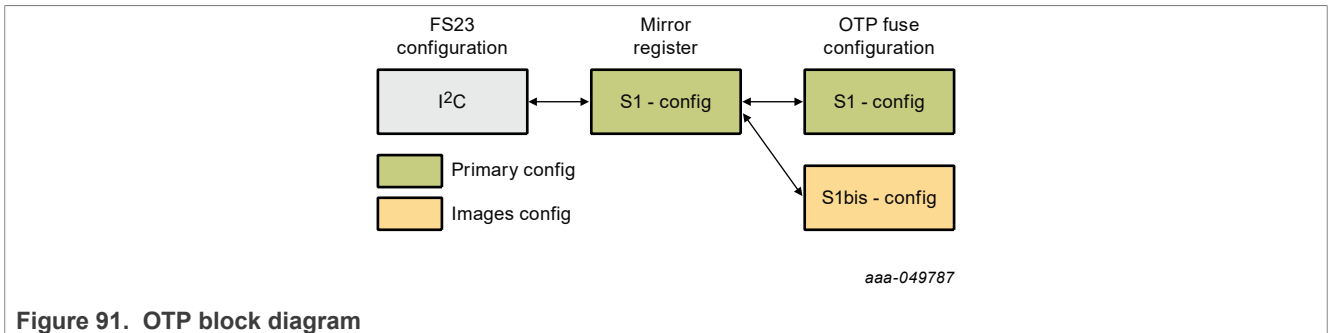 FS23
configuration
Mirror
register
OTP fuse
configuration
I²C
S1 - config
S1 - config
Primary config
S1bis - config
Images config
aaa-049787
Figure 91. OTP block diagram